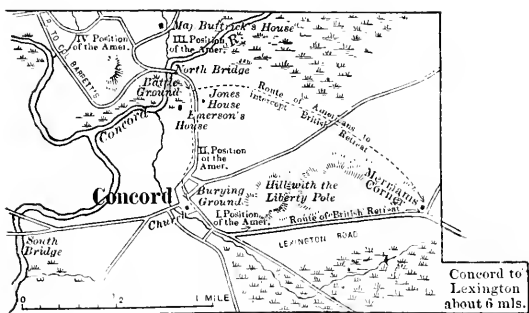 Maj Buttrick's House
IV Position
of the Amer.
III. Position
of the Amer.
R.
TO COL. BARRETT'S
North Bridge
Battle
Ground
Jones
House
Emerson's
House
Route of Americans to
Intercept British
Retreat
Concord
II. Position
of the
Amer.
Merriams
Corner
Concord
Burying
Ground
Hill with the
Liberty Pole
Church
I. Position
of the Amer.
Route of British Retreat
LEXINGTON ROAD
South
Bridge
0
1/2
1 MILE
Concord to
Lexington
about 6 mls.